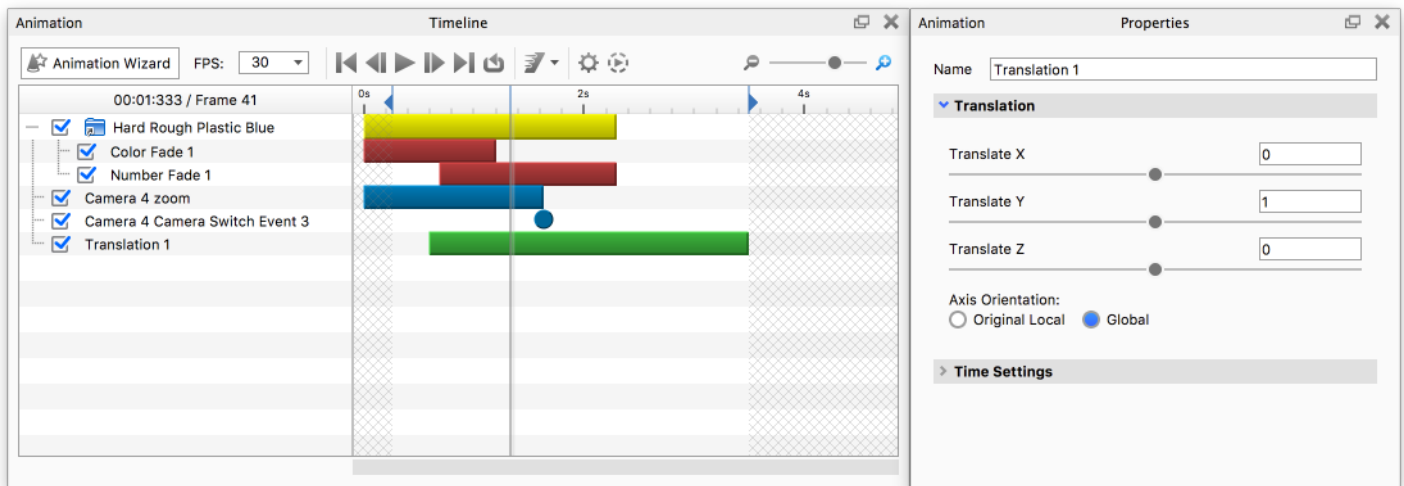 Animation Timeline
Animation Wizard FPS: 30
00:01:333 / Frame 41 0s 2s 4s
Hard Rough Plastic Blue
Color Fade 1
Number Fade 1
Camera 4 zoom
Camera 4 Camera Switch Event 3
Translation 1
Animation Properties
Name Translation 1
Translation
Translate X 0
Translate Y 1
Translate Z 0
Axis Orientation:
Original Local Global
Time Settings